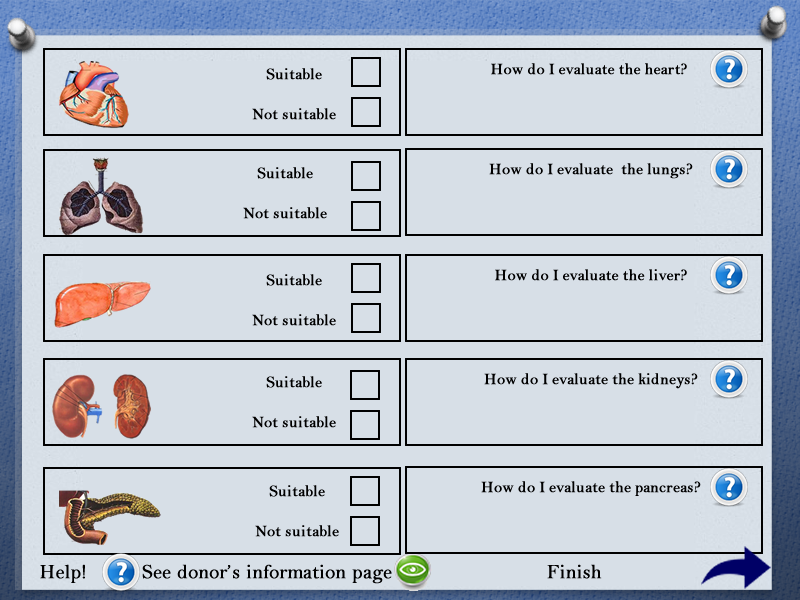 Suitable
How do I evaluate the heart?
?
Not suitable
Suitable
How do I evaluate the lungs?
?
Not suitable
Suitable
How do I evaluate the liver?
?
Not suitable
Suitable
How do I evaluate the kidneys?
?
Not suitable
Suitable
How do I evaluate the pancreas?
?
Not suitable
Help! ? See donor's information page Finish